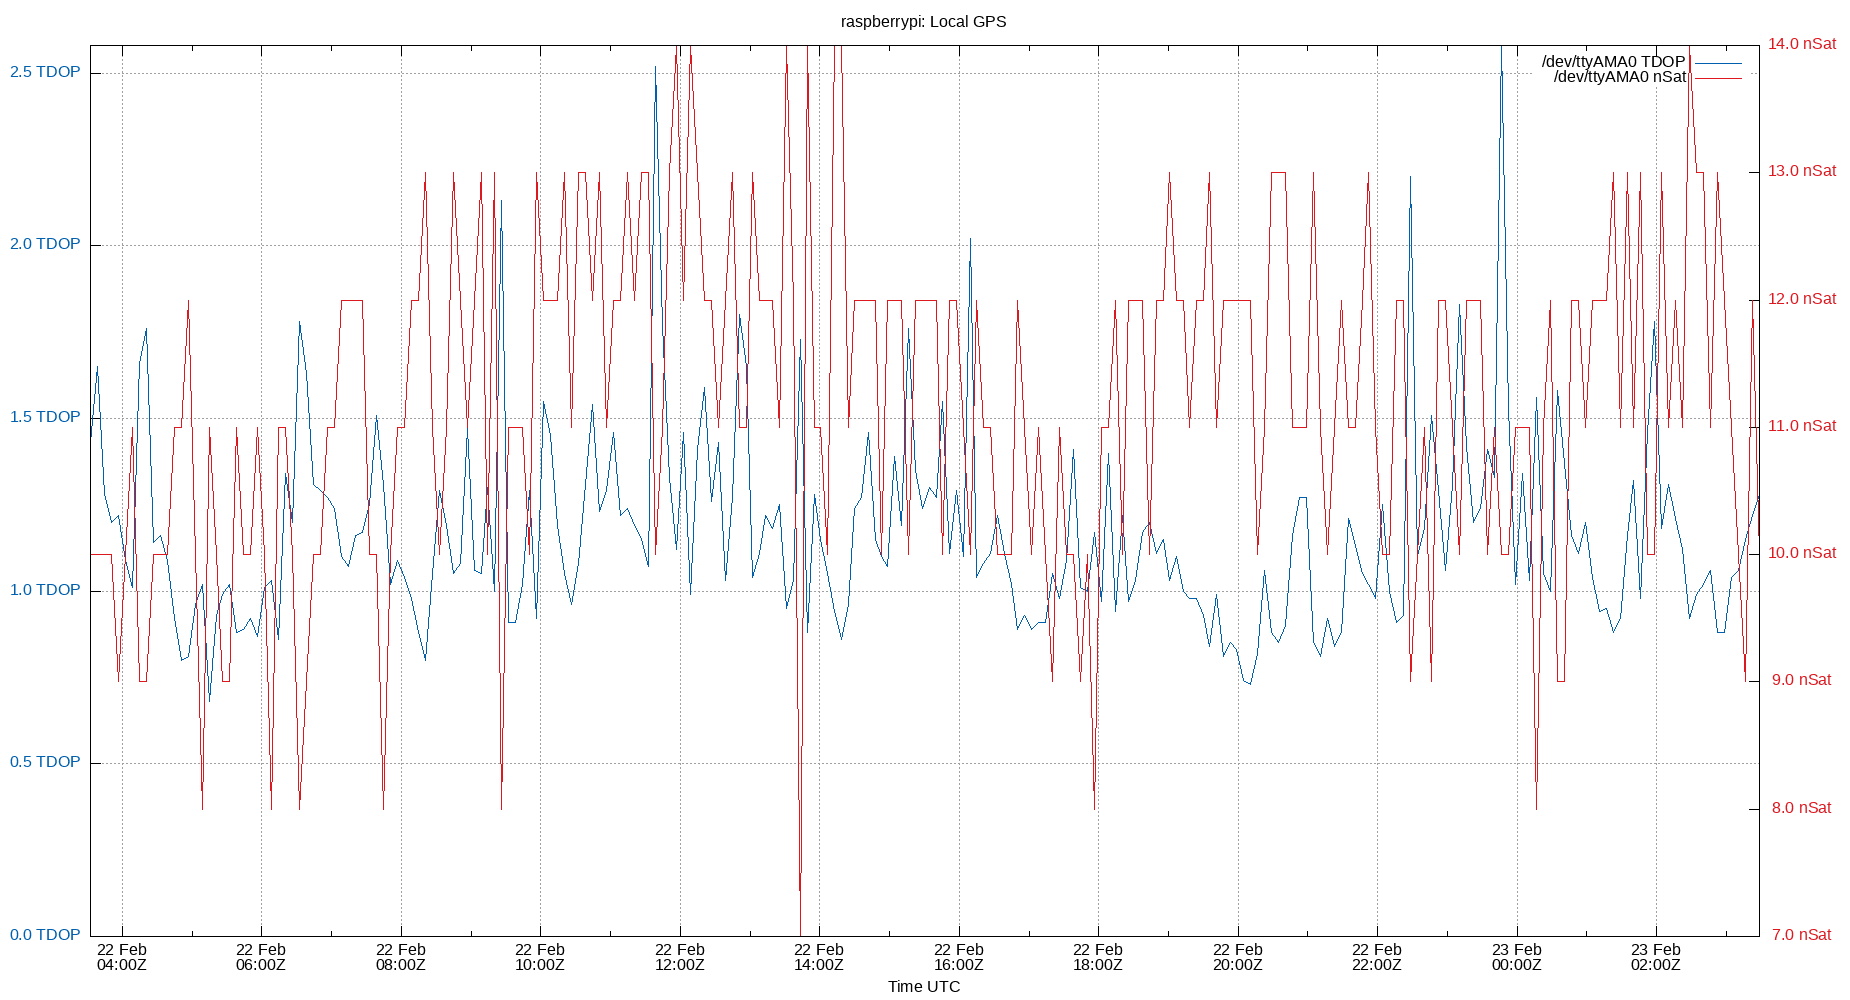 raspberrypi: Local GPS
14.0 nSat
2.5 TDOP
/dev/ttyAMA0 TDOP
/dev/ttyAMA0 nSat
13.0 nSat
2.0 TDOP
12.0 nSat
1.5 TDOP
11.0 nSat
10.0 nSat
1.0 TDOP
9.0 nSat
0.5 TDOP
8.0 nSat
0.0 TDOP
7.0 nSat
22 Feb
04:00Z
22 Feb
06:00Z
22 Feb
08:00Z
22 Feb
10:00Z
22 Feb
12:00Z
22 Feb
14:00Z
22 Feb
16:00Z
22 Feb
18:00Z
22 Feb
20:00Z
22 Feb
22:00Z
23 Feb
00:00Z
23 Feb
02:00Z
Time UTC